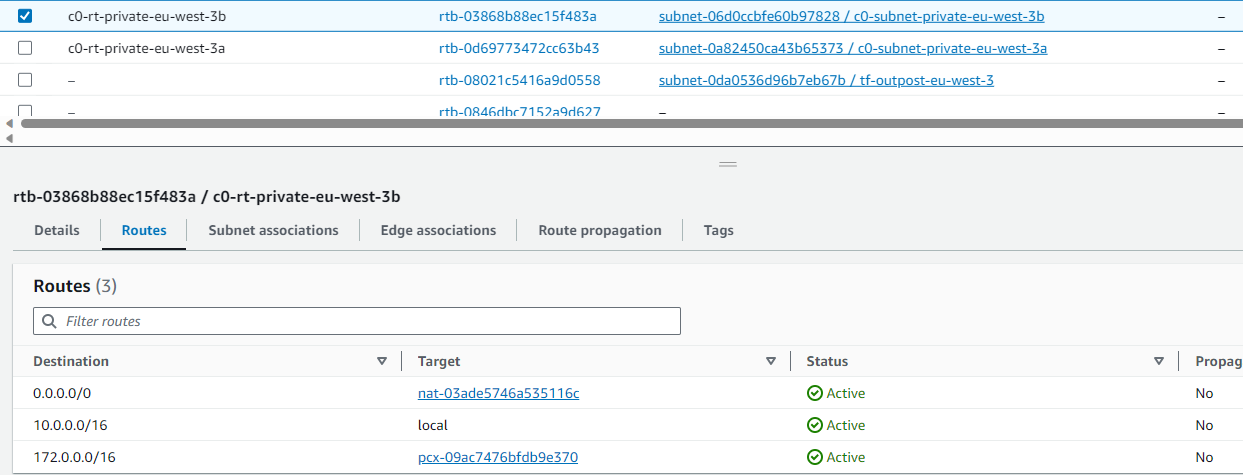 c0-rt-private-eu-west-3b rtb-03868b88ec15f483a subnet-06d0ccbfe60b97828 / c0-subnet-private-eu-west-3b –
c0-rt-private-eu-west-3a rtb-0d69773472cc63b43 subnet-0a82450ca43b65373 / c0-subnet-private-eu-west-3a –
– rtb-08021c5416a9d0558 subnet-0da0536d96b7eb67b / tf-outpost-eu-west-3 –
– rtb-0846dbc7152a9d627 – –
rtb-03868b88ec15f483a / c0-rt-private-eu-west-3b
Details Routes Subnet associations Edge associations Route propagation Tags
Routes (3)
Filter routes
Destination Target Status Propag
0.0.0.0/0 nat-03ade5746a535116c Active No
10.0.0.0/16 local Active No
172.0.0.0/16 pcx-09ac7476bfdb9e370 Active No